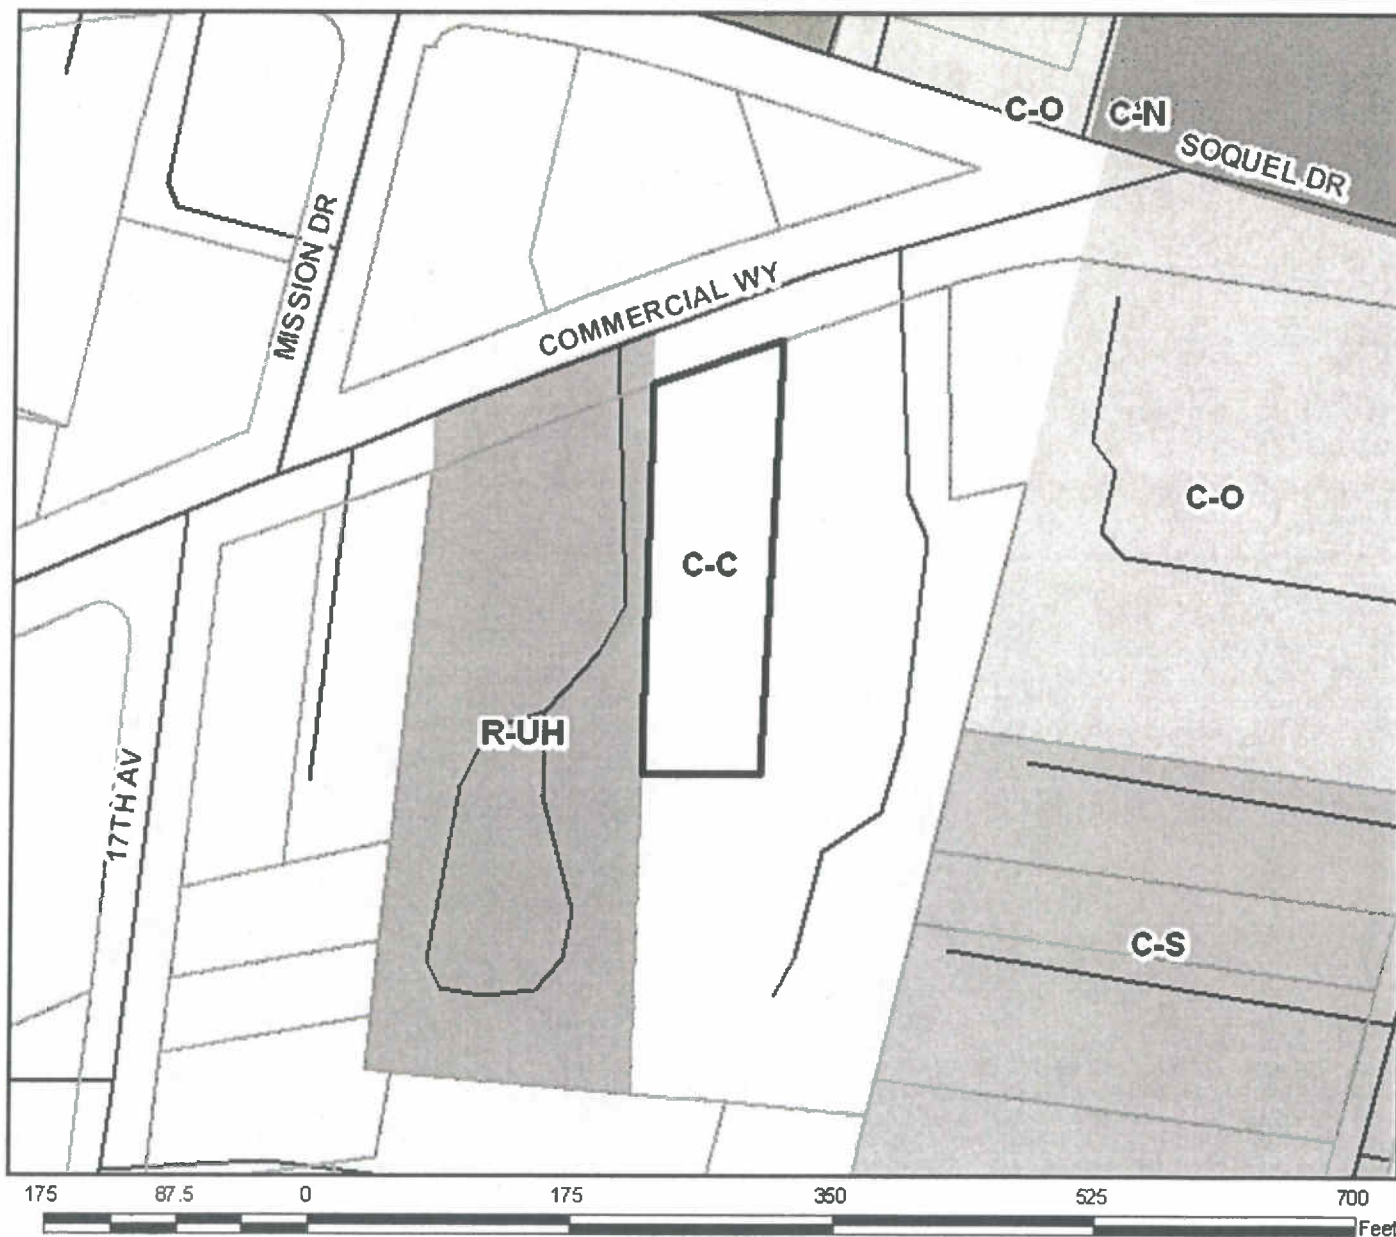 C-O
C-N
SOQUEL DR
MISSION DR
COMMERCIAL WY
C-O
C-C
R-UH
17TH AV
C-S
175 87.5 0 175 350 525 700
Feet